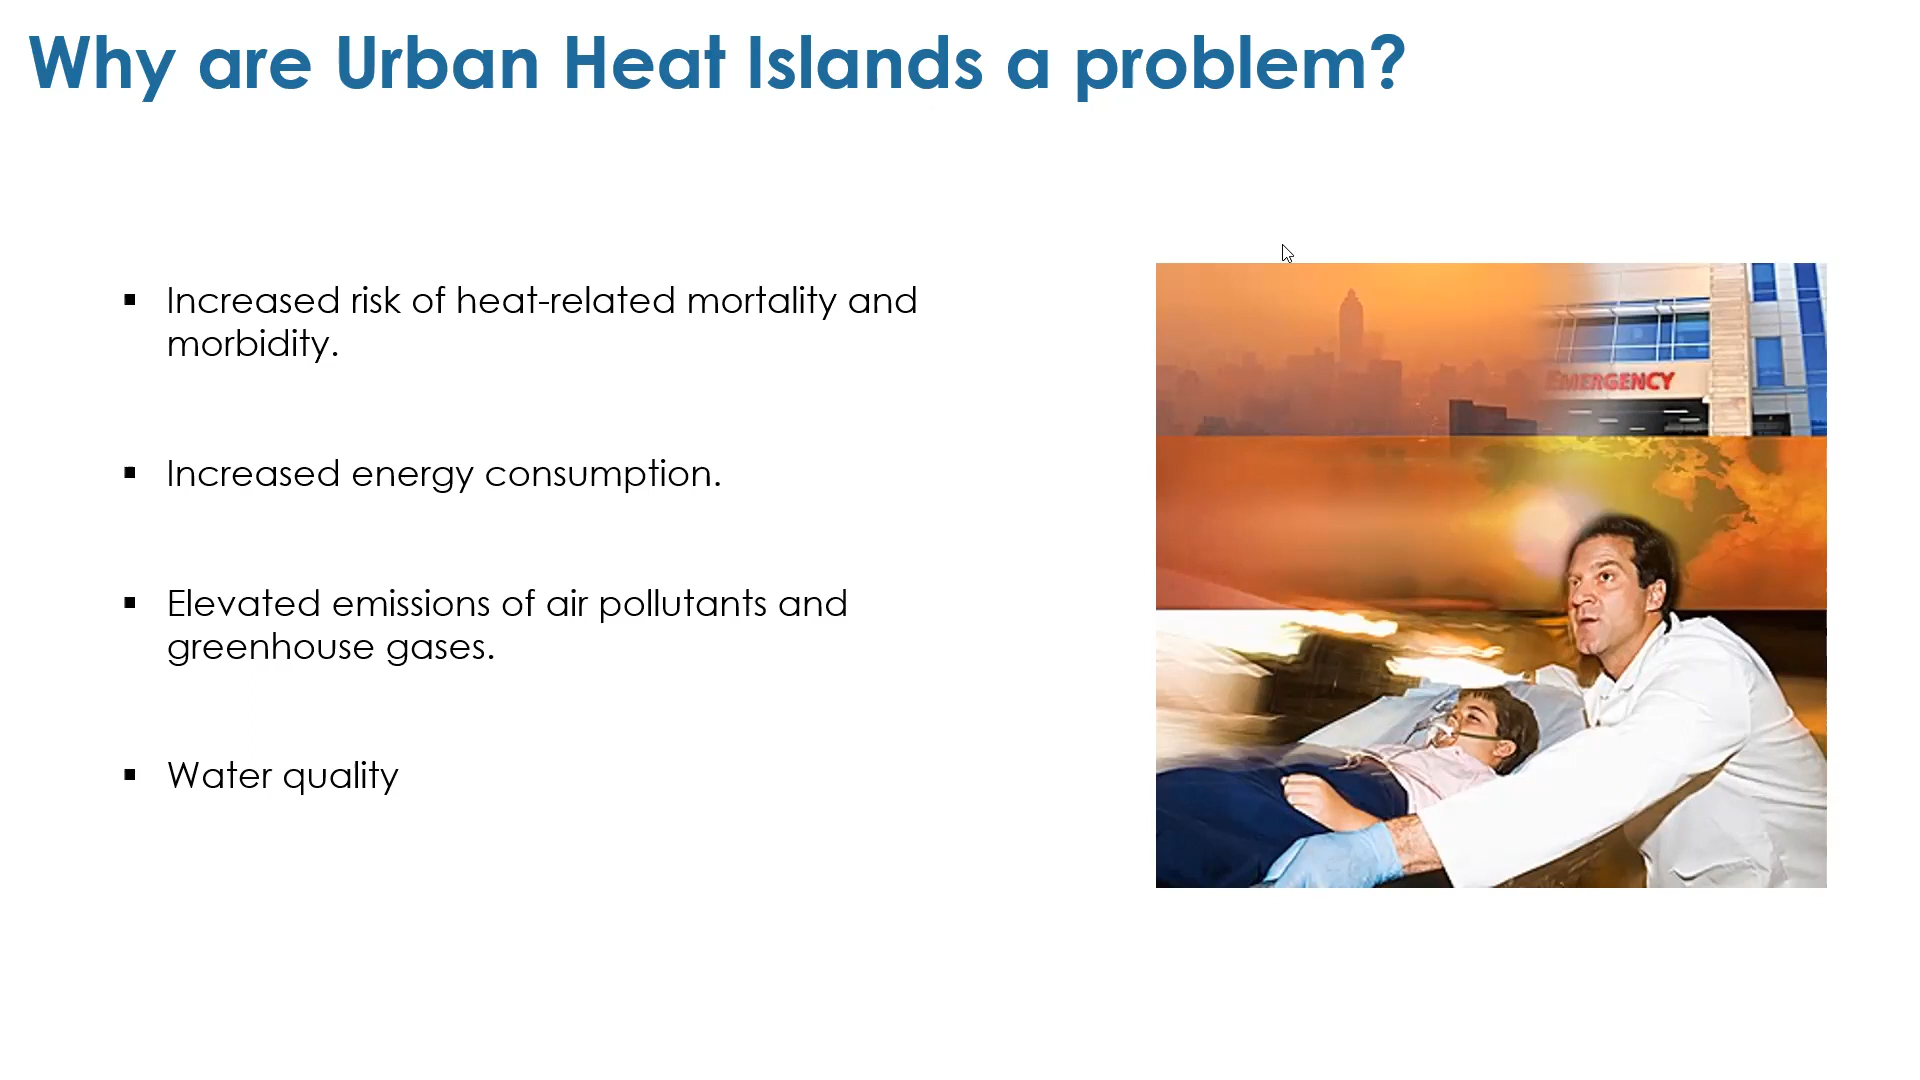 Why are Urban Heat Islands a problem?
▪ Increased risk of heat-related mortality and
morbidity.
▪ Increased energy consumption.
▪ Elevated emissions of air pollutants and
greenhouse gases.
▪ Water quality
EMERGENCY